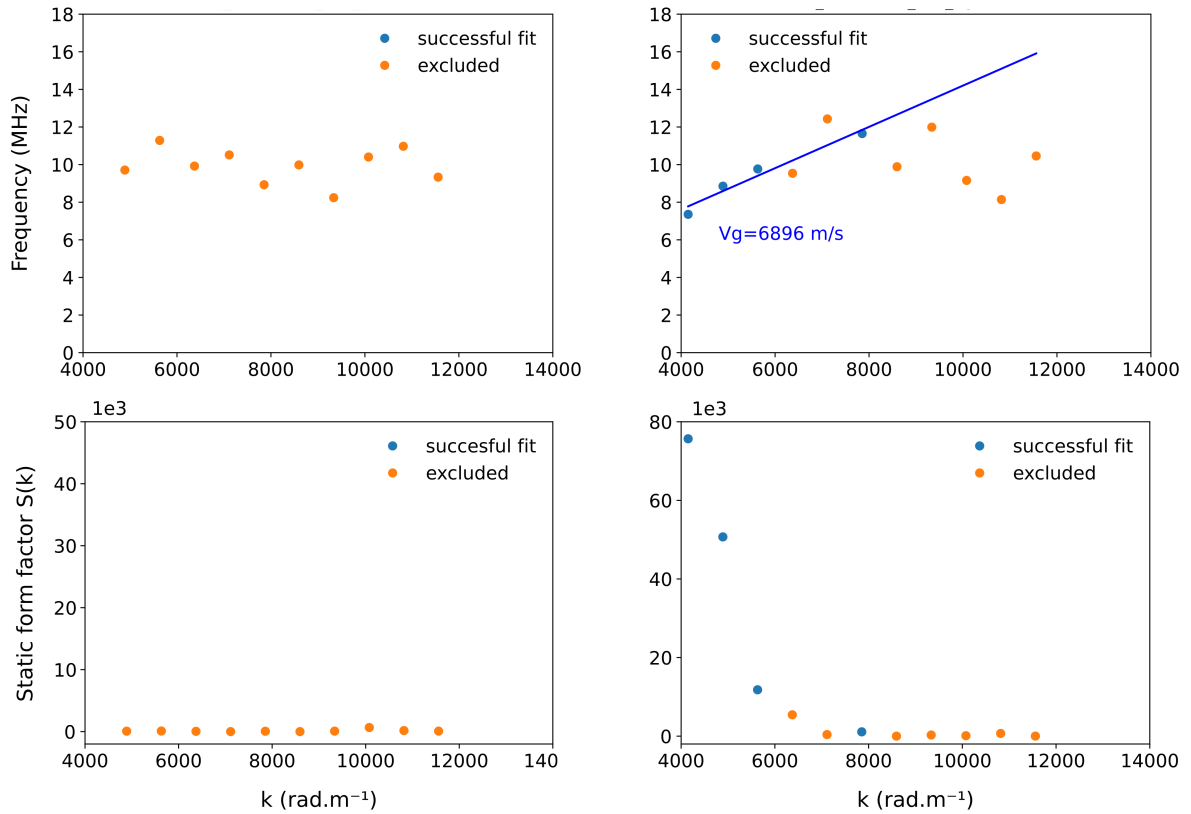 18
16
14
12
10
8
6
4
2
0
Frequency (MHz)
successful fit
excluded
4000 6000 8000 10000 12000 14000
18
16
14
12
10
8
6
4
2
0
successful fit
excluded
Vg=6896 m/s
4000 6000 8000 10000 12000 14000
1e3
50
40
30
20
10
0
Static form factor S(k)
succesful fit
excluded
4000 6000 8000 10000 12000 140
k (rad.m⁻¹)
1e3
80
60
40
20
0
successful fit
excluded
4000 6000 8000 10000 12000 14000
k (rad.m⁻¹)